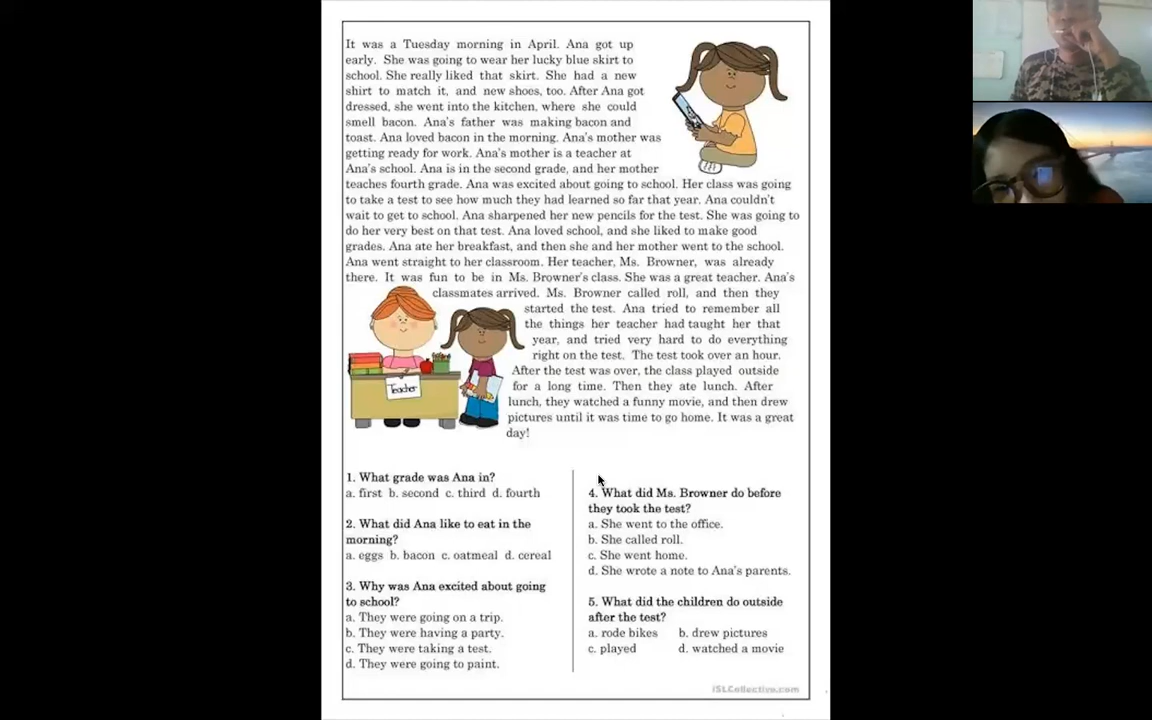 It was a Tuesday morning in April. Ana got up
early. She was going to wear her lucky blue skirt to
school. She really liked that skirt. She had a new
shirt to match it, and new shoes, too. After Ana got
dressed, she went into the kitchen, where she could
smell bacon. Ana's father was making bacon and
toast. Ana loved bacon in the morning. Ana's mother was
getting ready for work. Ana's mother is a teacher at
Ana's school. Ana is in the second grade, and her mother
teaches fourth grade. Ana was excited about going to school. Her class was going
to take a test to see how much they had learned so far that year. Ana couldn't
wait to get to school. Ana sharpened her new pencils for the test. She was going to
do her very best on that test. Ana loved school, and she liked to make good
grades. Ana ate her breakfast, and then she and her mother went to the school.
Ana went straight to her classroom. Her teacher, Ms. Browner, was already
there. It was fun to be in Ms. Browner's class. She was a great teacher. Ana's
classmates arrived. Ms. Browner called roll, and then they
started the test. Ana tried to remember all
the things her teacher had taught her that
year, and tried very hard to do everything
right on the test. The test took over an hour.
After the test was over, the class played outside
for a long time. Then they ate lunch. After
lunch, they watched a funny movie, and then drew
pictures until it was time to go home. It was a great
day!
Teacher
1. What grade was Ana in?
a. first b. second c. third d. fourth
2. What did Ana like to eat in the
morning?
a. eggs b. bacon c. oatmeal d. cereal
3. Why was Ana excited about going
to school?
a. They were going on a trip.
b. They were having a party.
c. They were taking a test.
d. They were going to paint.
4. What did Ms. Browner do before
they took the test?
a. She went to the office.
b. She called roll.
c. She went home.
d. She wrote a note to Ana's parents.
5. What did the children do outside
after the test?
a. rode bikes b. drew pictures
c. played d. watched a movie
iSLCollective.com